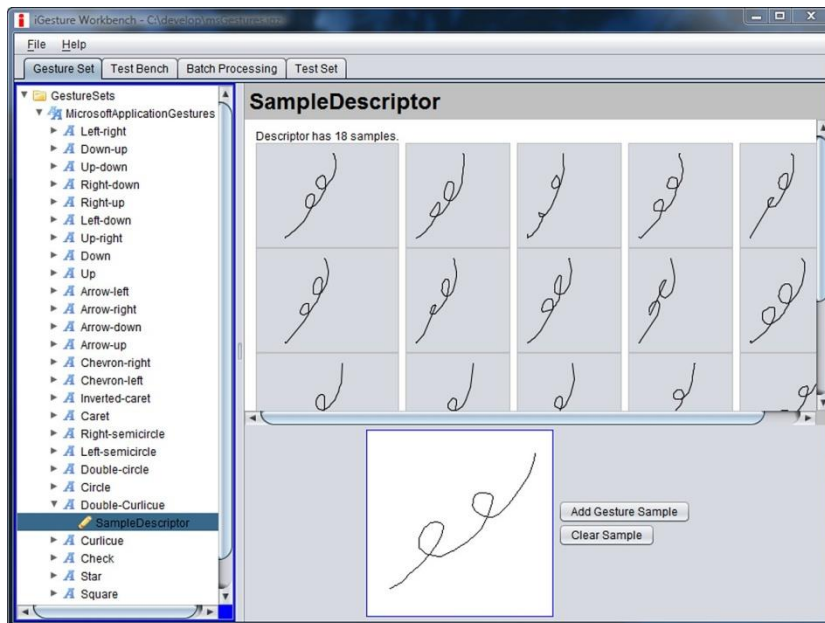 iGesture Workbench - C:\develop\msGestures.igz
File Help
Gesture Set Test Bench Batch Processing Test Set
GestureSets
MicrosoftApplicationGestures
Left-right
Down-up
Up-down
Right-down
Right-up
Left-down
Up-right
Down
Up
Arrow-left
Arrow-right
Arrow-down
Arrow-up
Chevron-right
Chevron-left
Inverted-caret
Caret
Right-semicircle
Left-semicircle
Double-circle
Circle
Double-Curlicue
SampleDescriptor
Curlicue
Check
Star
Square
SampleDescriptor
Descriptor has 18 samples.
Add Gesture Sample
Clear Sample